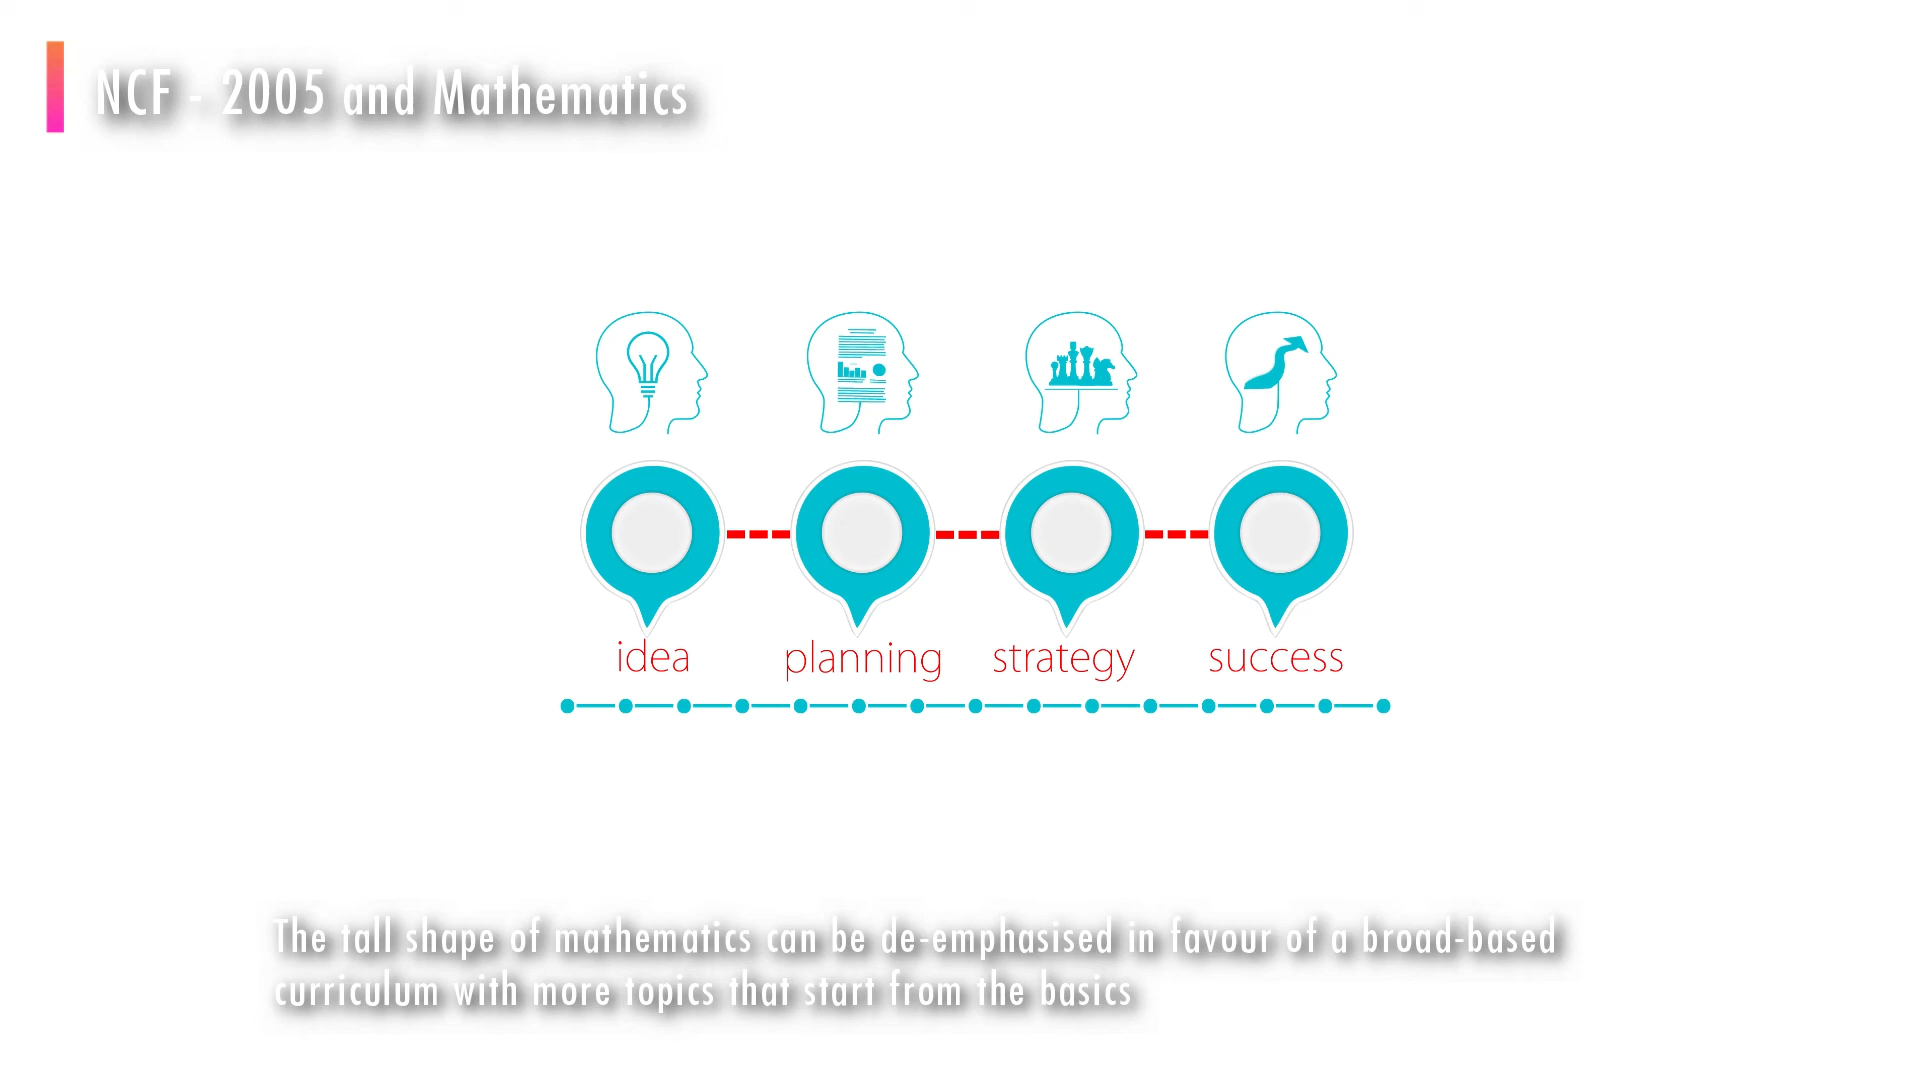 NCF - 2005 and Mathematics
idea planning strategy success
The tall shape of mathematics can be de-emphasised in favour of a broad-based
curriculum with more topics that start from the basics